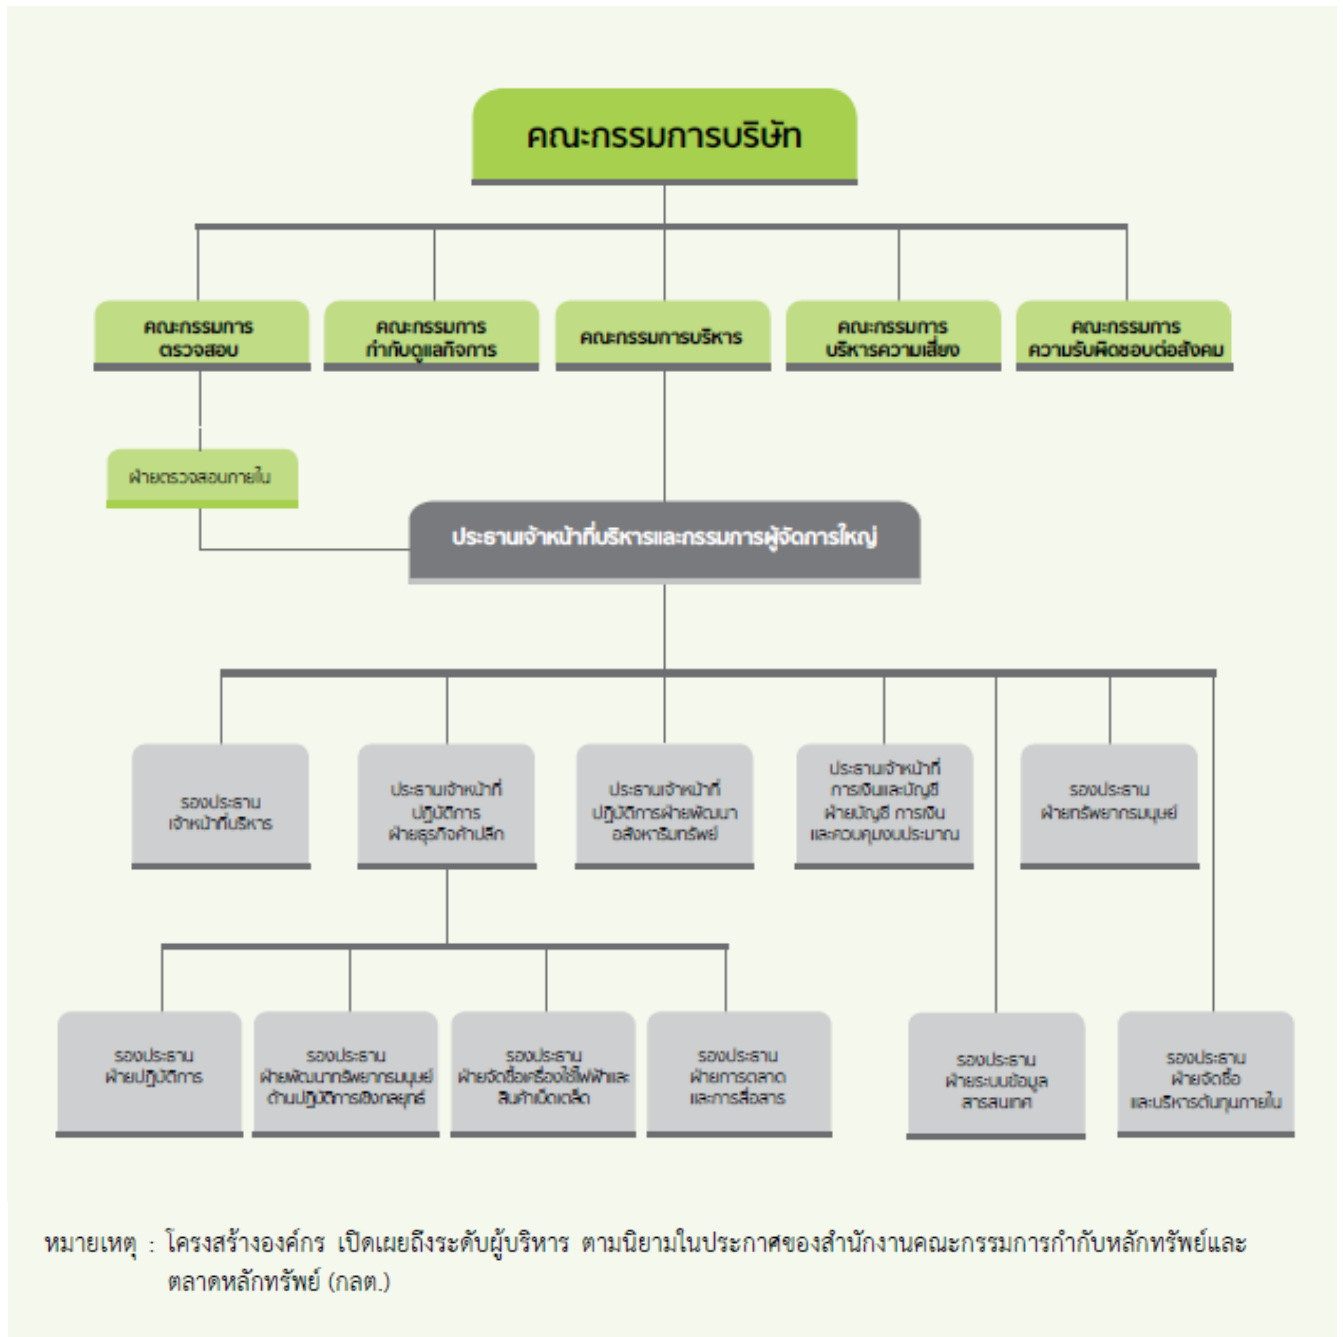 คณะกรรมการบริษัท
คณะกรรมการ
ตรวจสอบ
คณะกรรมการ
กำกับดูแลกิจการ
คณะกรรมการบริหาร
คณะกรรมการ
บริหารความเสี่ยง
คณะกรรมการ
ความรับผิดชอบต่อสังคม
ฝ่ายตรวจสอบภายใน
ประธานเจ้าหน้าที่บริหารและกรรมการผู้จัดการใหญ่
รองประธาน
เจ้าหน้าที่บริหาร
ประธานเจ้าหน้าที่
ปฏิบัติการ
ฝ่ายธุรกิจค้าปลีก
ประธานเจ้าหน้าที่
ปฏิบัติการฝ่ายพัฒนา
อสังหาริมทรัพย์
ประธานเจ้าหน้าที่
การเงินและบัญชี
ฝ่ายบัญชี การเงิน
และควบคุมงบประมาณ
รองประธาน
ฝ่ายทรัพยากรมนุษย์
รองประธาน
ฝ่ายปฏิบัติการ
รองประธาน
ฝ่ายพัฒนาทรัพยากรมนุษย์
ด้านปฏิบัติการเชิงกลยุทธ์
รองประธาน
ฝ่ายจัดซื้อเครื่องใช้ไฟฟ้าและ
สินค้าเบ็ดเตล็ด
รองประธาน
ฝ่ายการตลาด
และการสื่อสาร
รองประธาน
ฝ่ายระบบข้อมูล
สารสนเทศ
รองประธาน
ฝ่ายจัดซื้อ
และบริหารต้นทุนภายใน
หมายเหตุ : โครงสร้างองค์กร เปิดเผยถึงระดับผู้บริหาร ตามนิยามในประกาศของสำนักงานคณะกรรมการกำกับหลักทรัพย์และ
ตลาดหลักทรัพย์ (กลต.)